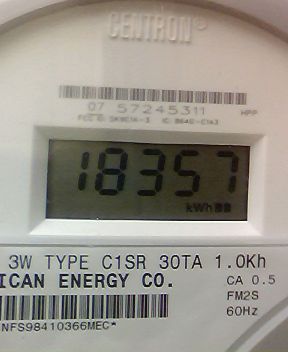 CENTRON®
07 57245311 HPP
18357
kWh
3W TYPE C1SR 30TA 1.0Kh
ICAN ENERGY CO. CA 0.5
FM2S
NFS98410366MEC* 60Hz